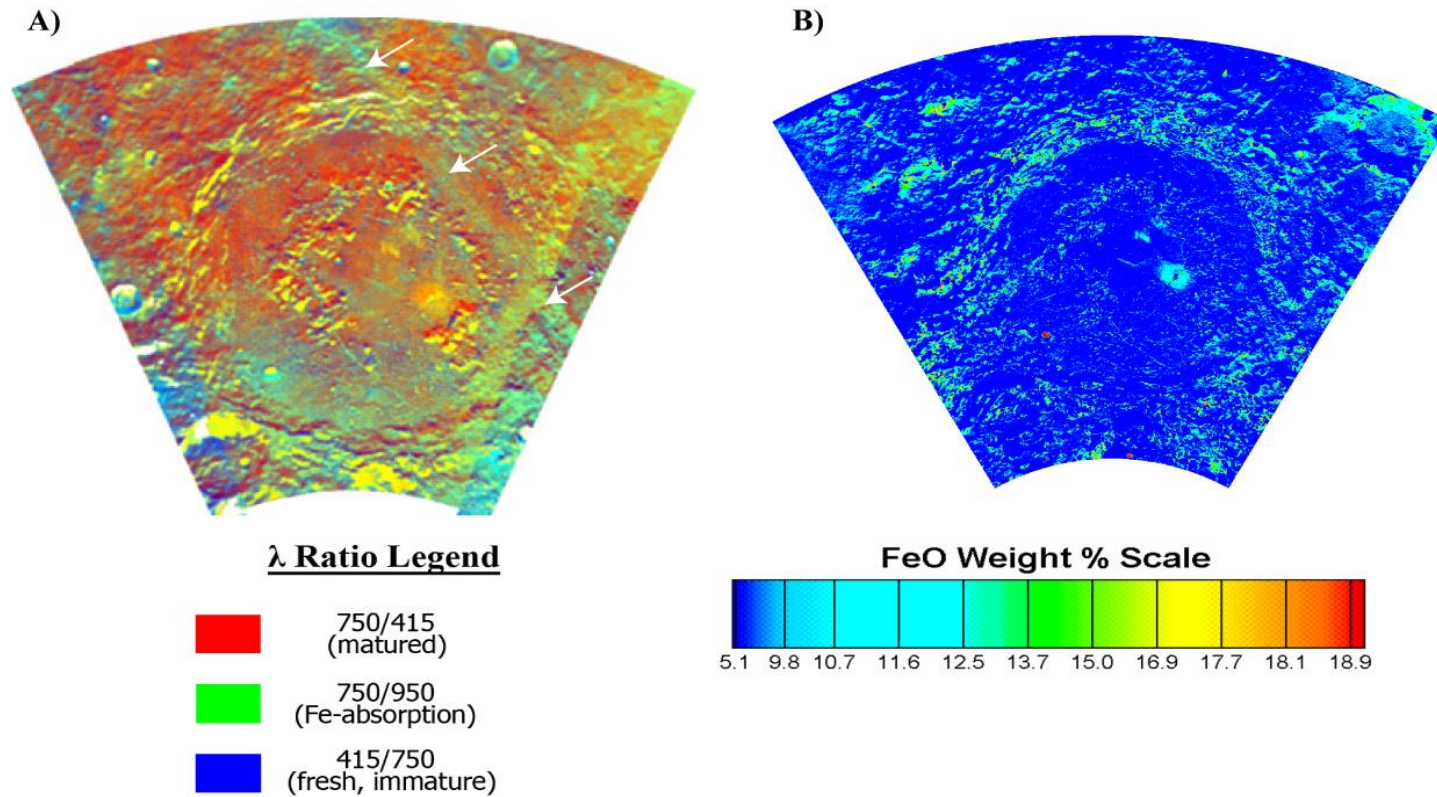 A)
B)
λ Ratio Legend
750/415
(matured)
750/950
(Fe-absorption)
415/750
(fresh, immature)
FeO Weight % Scale
5.1 9.8 10.7 11.6 12.5 13.7 15.0 16.9 17.7 18.1 18.9